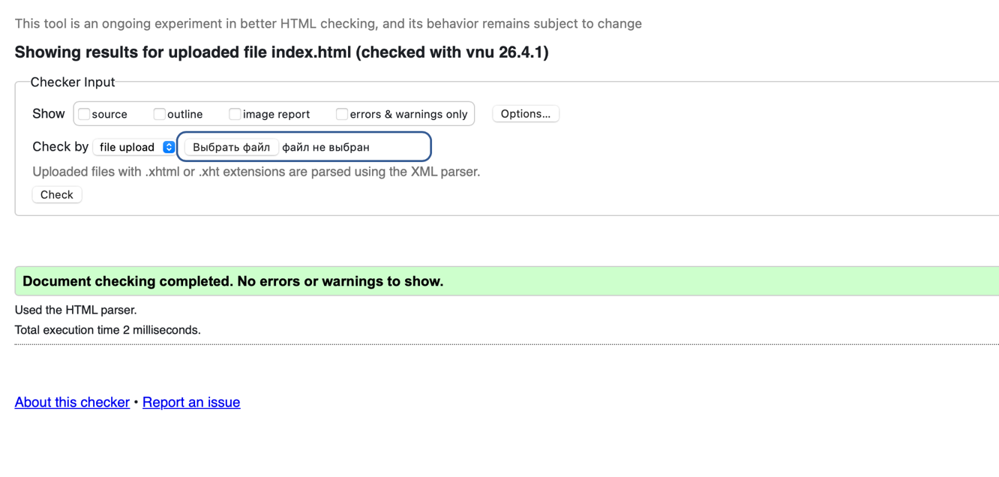 This tool is an ongoing experiment in better HTML checking, and its behavior remains subject to change
Showing results for uploaded file index.html (checked with vnu 26.4.1)
Checker Input
Show source outline image report errors & warnings only Options...
Check by file upload Выбрать файл файл не выбран
Uploaded files with .xhtml or .xht extensions are parsed using the XML parser.
Check
Document checking completed. No errors or warnings to show.
Used the HTML parser.
Total execution time 2 milliseconds.
About this checker • Report an issue